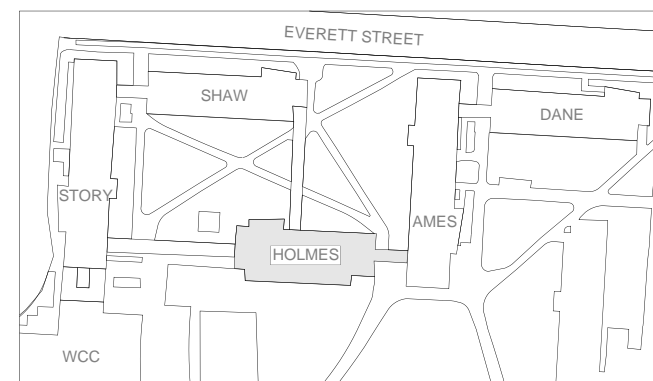 EVERETT STREET
SHAW
DANE
STORY
AMES
HOLMES
WCC